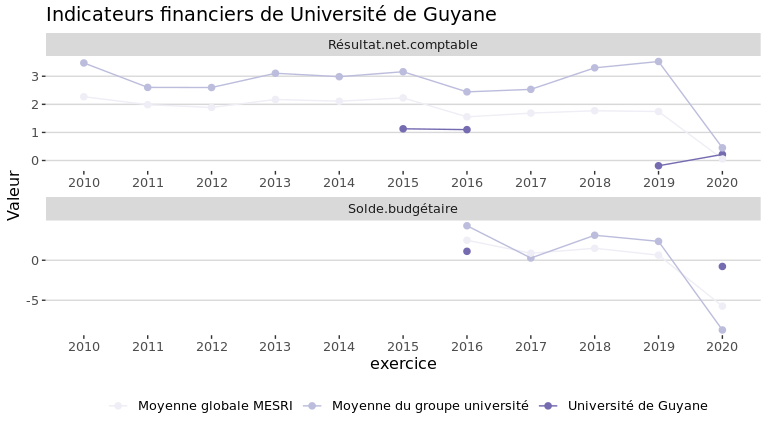 Indicateurs financiers de Université de Guyane
Résultat.net.comptable
3
2
1
0
2010 2011 2012 2013 2014 2015 2016 2017 2018 2019 2020
Valeur
Solde.budgétaire
0
-5
2010 2011 2012 2013 2014 2015 2016 2017 2018 2019 2020
exercice
Moyenne globale MESRI Moyenne du groupe université Université de Guyane